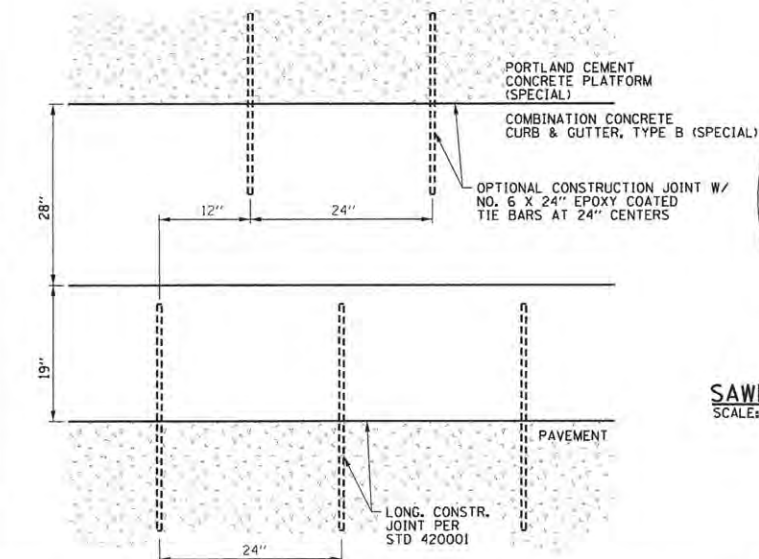 PORTLAND CEMENT
CONCRETE PLATFORM
(SPECIAL)
COMBINATION CONCRETE
CURB & GUTTER, TYPE B (SPECIAL)
OPTIONAL CONSTRUCTION JOINT W/
NO. 6 X 24" EPOXY COATED
TIE BARS AT 24" CENTERS
12"
24"
28"
19"
SAW
SCALE:
PAVEMENT
LONG. CONSTR.
JOINT PER
STD 420001
24"